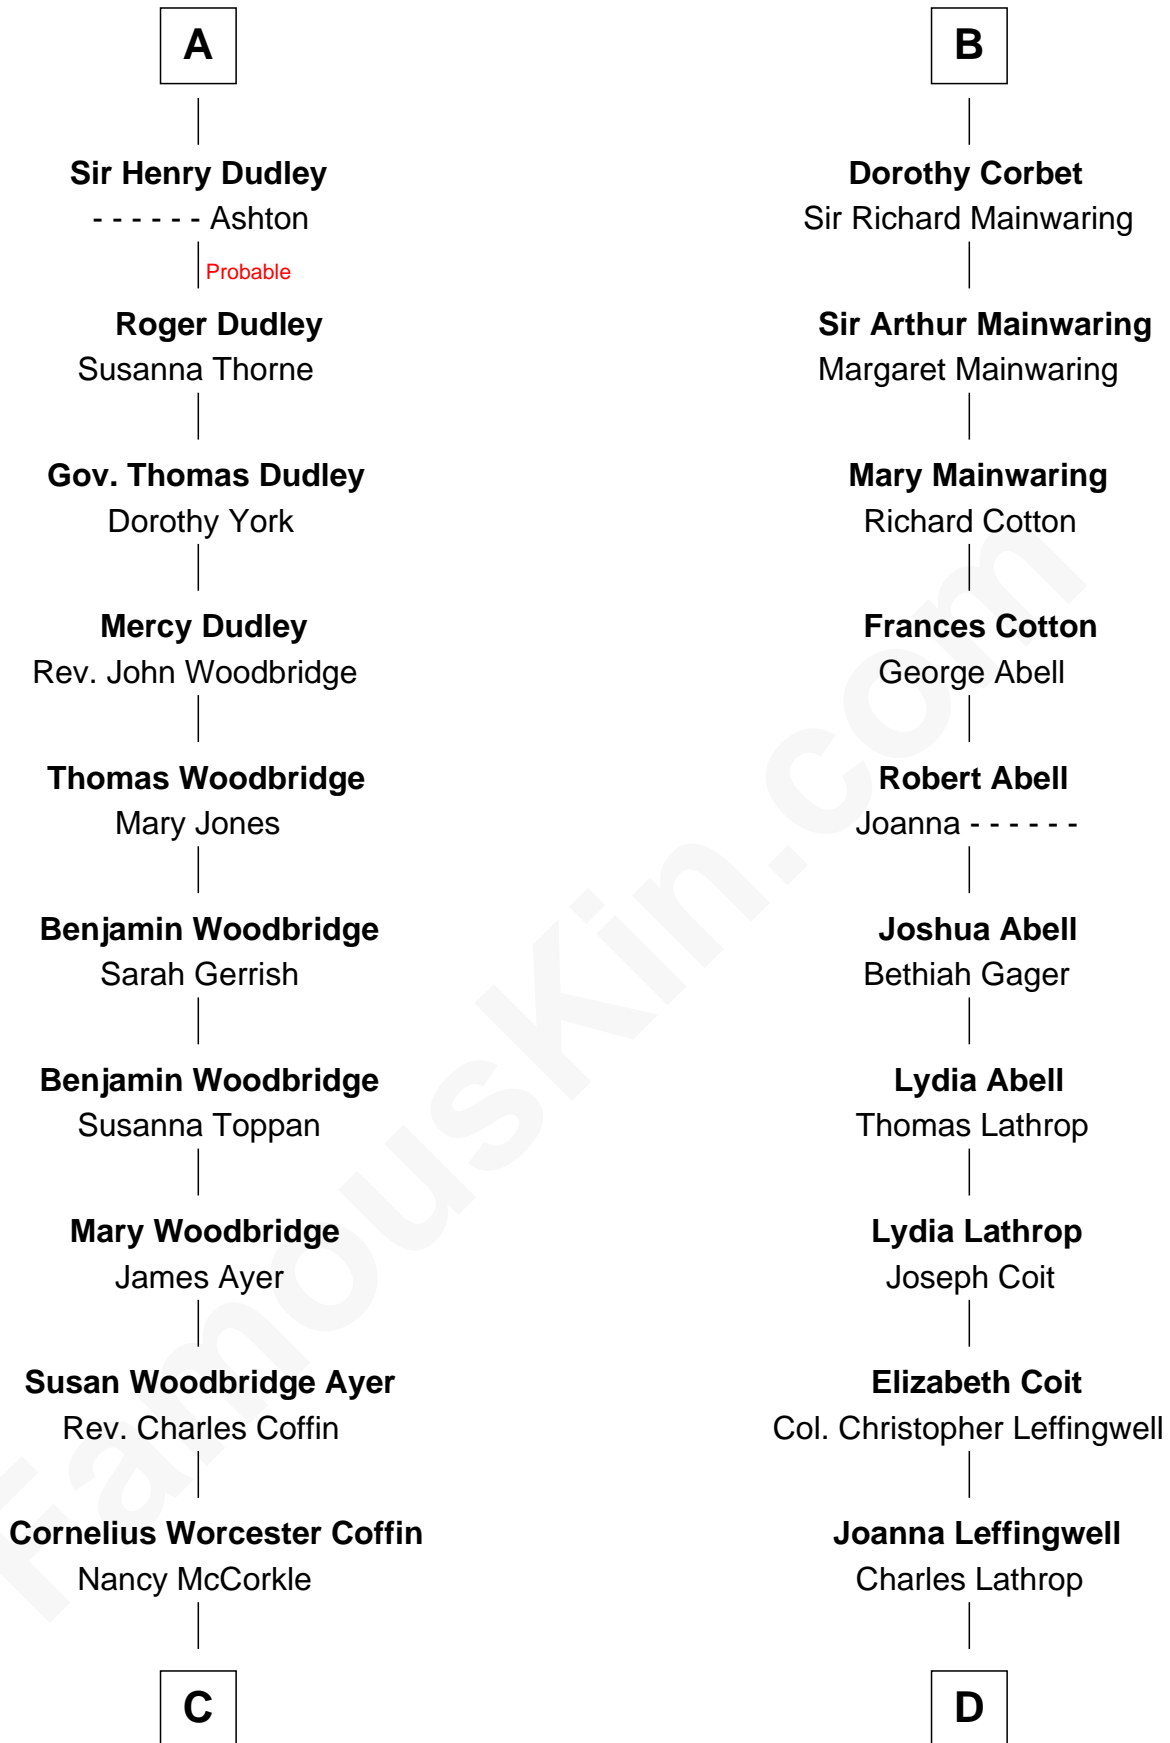 A
Sir Henry Dudley
- - - - - - Ashton
Probable
Roger Dudley
Susanna Thorne
Gov. Thomas Dudley
Dorothy York
Mercy Dudley
Rev. John Woodbridge
Thomas Woodbridge
Mary Jones
Benjamin Woodbridge
Sarah Gerrish
Benjamin Woodbridge
Susanna Toppan
Mary Woodbridge
James Ayer
Susan Woodbridge Ayer
Rev. Charles Coffin
Cornelius Worcester Coffin
Nancy McCorkle
C
B
Dorothy Corbet
Sir Richard Mainwaring
Sir Arthur Mainwaring
Margaret Mainwaring
Mary Mainwaring
Richard Cotton
Frances Cotton
George Abell
Robert Abell
Joanna - - - - - -
Joshua Abell
Bethiah Gager
Lydia Abell
Thomas Lathrop
Lydia Lathrop
Joseph Coit
Elizabeth Coit
Col. Christopher Leffingwell
Joanna Leffingwell
Charles Lathrop
D
FamousKin.com